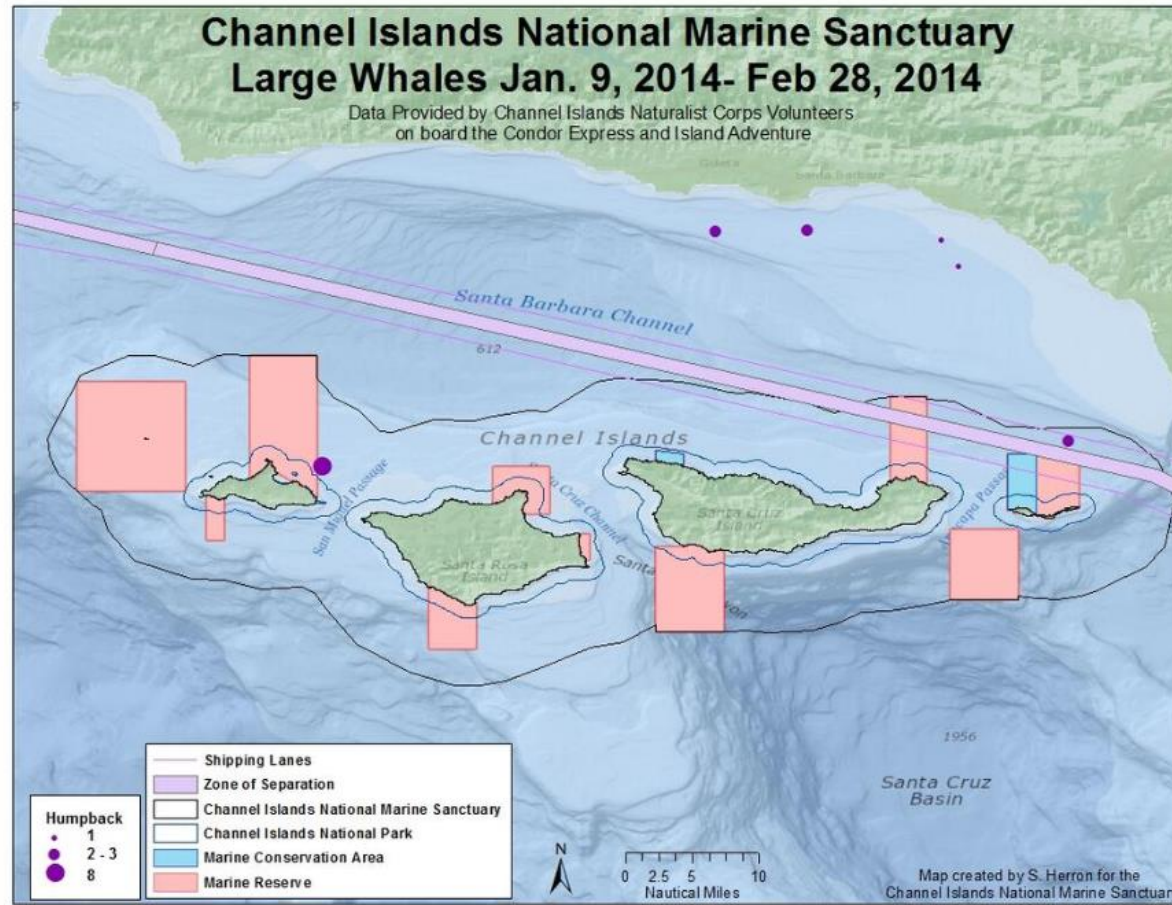 Channel Islands National Marine Sanctuary
Large Whales Jan. 9, 2014- Feb 28, 2014
Data Provided by Channel Islands Naturalist Corps Volunteers
on board the Condor Express and Island Adventure
Goleta
Santa Barbara
Santa Barbara Channel
612
Channel Islands
San Miguel Passage
Cruz Channel
Santa Cruz
Island
Passage
Santa Rosa
Island
Santa
1956
Santa Cruz
Basin
Shipping Lanes
Zone of Separation
Channel Islands National Marine Sanctuary
Channel Islands National Park
Marine Conservation Area
Marine Reserve
Humpback
1
2 - 3
8
N
0 2.5 5 10
Nautical Miles
Map created by S. Herron for the
Channel Islands National Marine Sanctuar